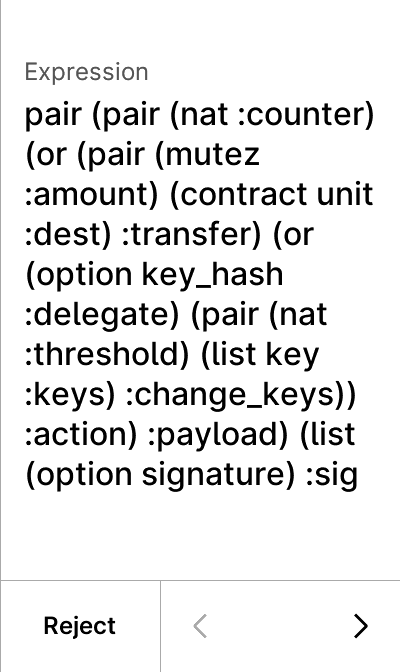 Expression
pair (pair (nat :counter)
(or (pair (mutez
:amount) (contract unit
:dest) :transfer) (or
(option key_hash
:delegate) (pair (nat
:threshold) (list key
:keys) :change_keys))
:action) :payload) (list
(option signature) :sig
Reject